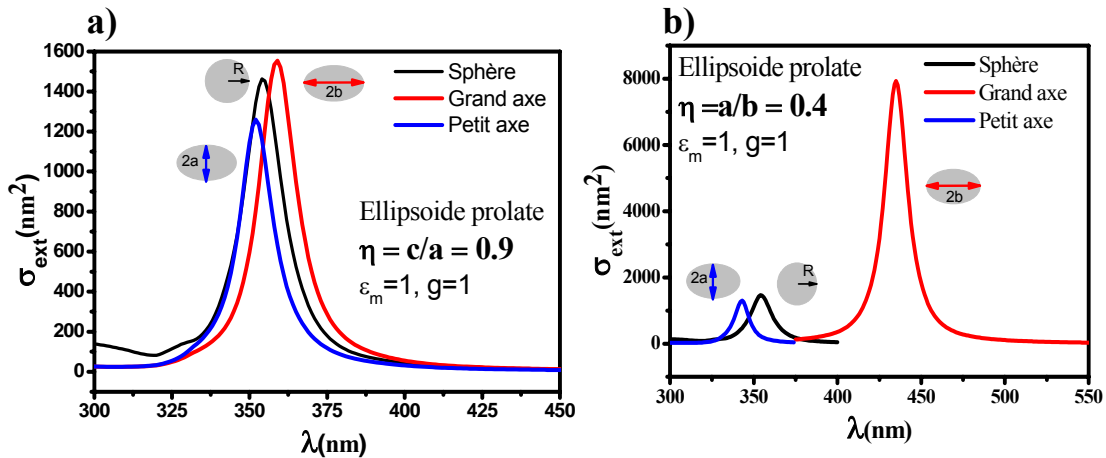 a)
1600
1400
1200
1000
800
600
400
200
0
300
325
350
375
400
425
450
σext(nm²)
λ(nm)
R
2b
2a
Sphère
Grand axe
Petit axe
Ellipsoide prolate
η = c/a = 0.9
εm=1, g=1
b)
8000
6000
4000
2000
0
300
350
400
450
500
550
σext(nm²)
λ(nm)
Ellipsoide prolate
η =a/b = 0.4
εm=1, g=1
Sphère
Grand axe
Petit axe
2b
2a
R